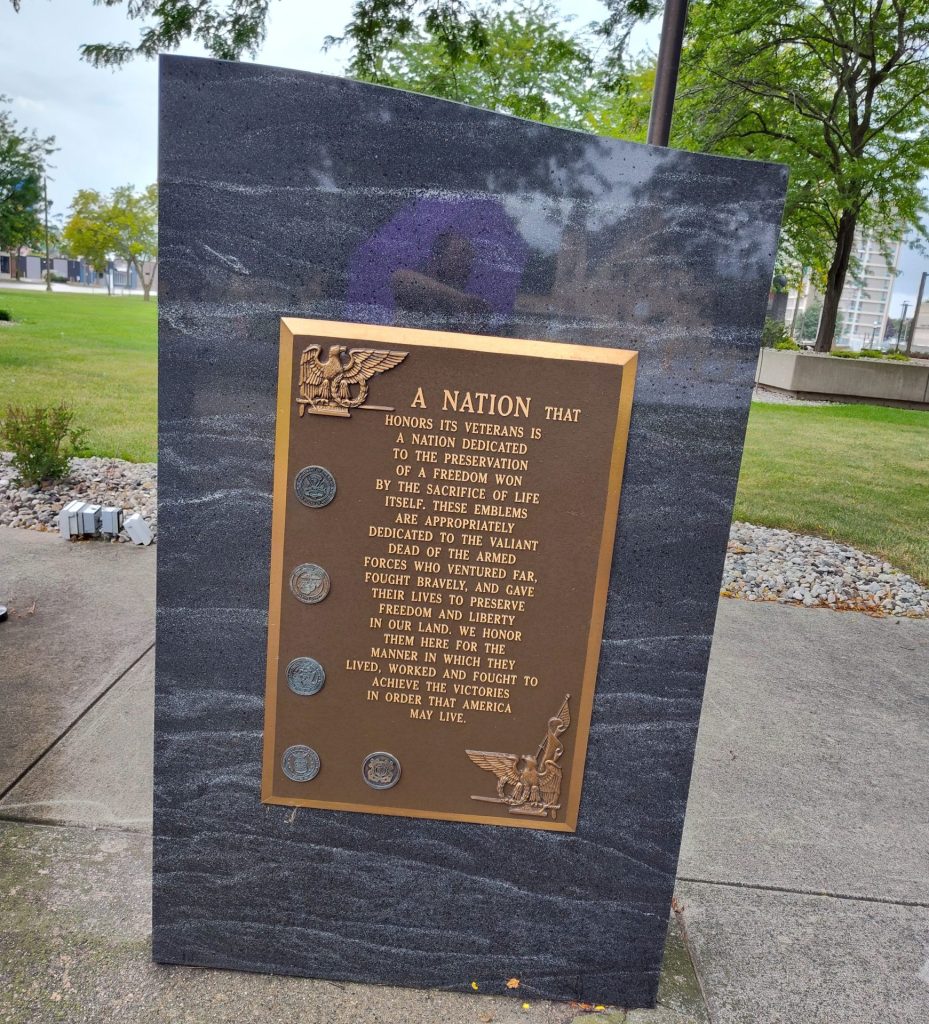 A NATION THAT
HONORS ITS VETERANS IS
A NATION DEDICATED
TO THE PRESERVATION
OF A FREEDOM WON
BY THE SACRIFICE OF LIFE
ITSELF. THESE EMBLEMS
ARE APPROPRIATELY
DEDICATED TO THE VALIANT
DEAD OF THE ARMED
FORCES WHO VENTURED FAR,
FOUGHT BRAVELY, AND GAVE
THEIR LIVES TO PRESERVE
FREEDOM AND LIBERTY
IN OUR LAND. WE HONOR
THEM HERE FOR THE
MANNER IN WHICH THEY
LIVED, WORKED AND FOUGHT TO
ACHIEVE THE VICTORIES
IN ORDER THAT AMERICA
MAY LIVE.